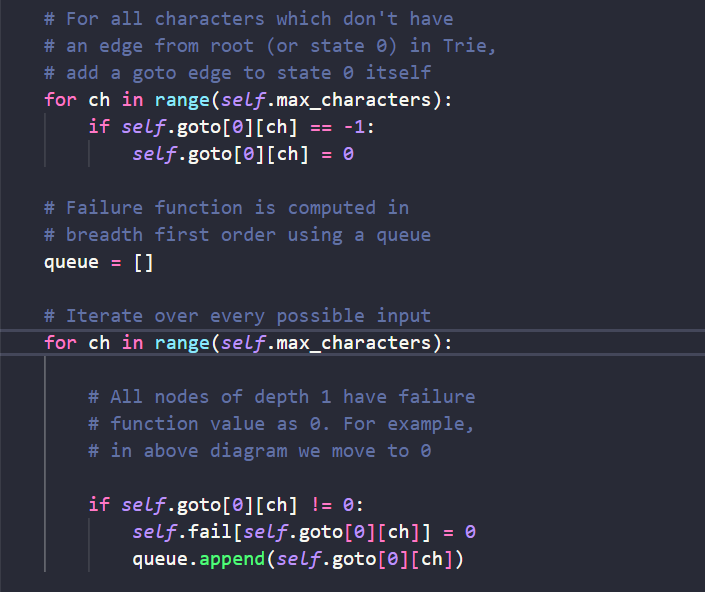 # For all characters which don't have
# an edge from root (or state 0) in Trie,
# add a goto edge to state 0 itself
for ch in range(self.max_characters):
    if self.goto[0][ch] == -1:
        self.goto[0][ch] = 0

# Failure function is computed in
# breadth first order using a queue
queue = []

# Iterate over every possible input
for ch in range(self.max_characters):

    # All nodes of depth 1 have failure
    # function value as 0. For example,
    # in above diagram we move to 0

    if self.goto[0][ch] != 0:
        self.fail[self.goto[0][ch]] = 0
        queue.append(self.goto[0][ch])